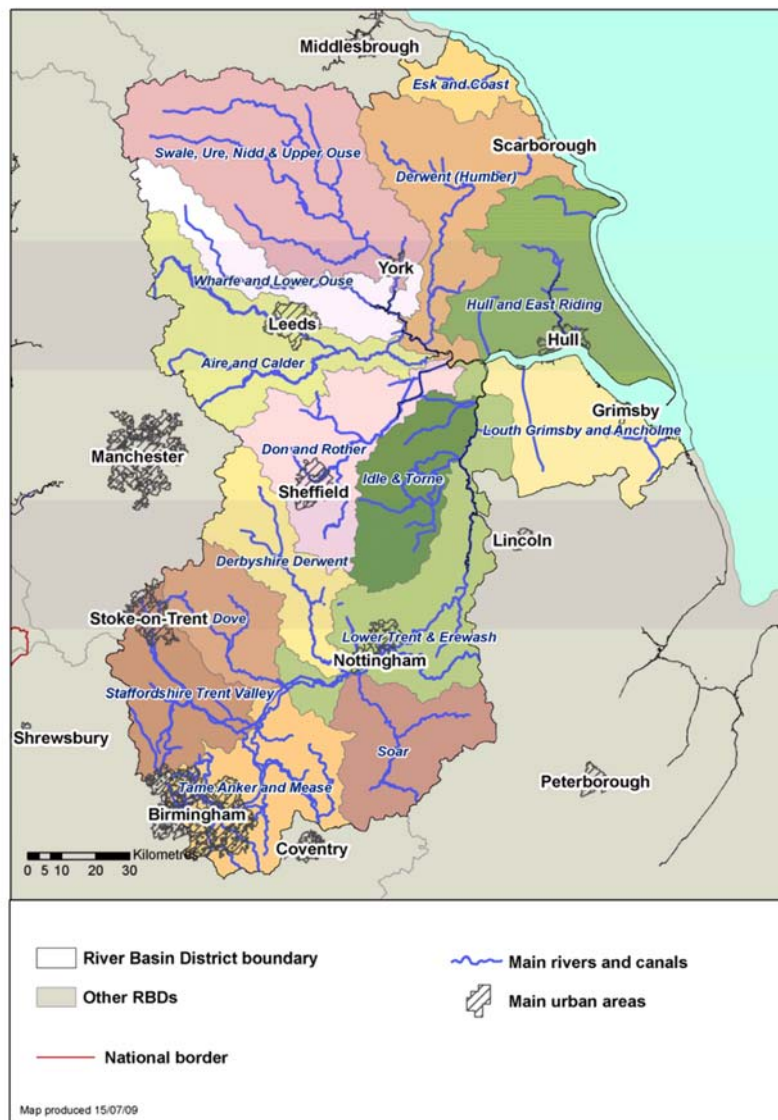 Middlesbrough
Esk and Coast
Scarborough
Swale, Ure, Nidd & Upper Ouse
Derwent (Humber)
York
Wharfe and Lower Ouse
Hull and East Riding
Leeds
Hull
Aire and Calder
Grimsby
Louth Grimsby and Ancholme
Manchester
Don and Rother
Idle & Torne
Sheffield
Lincoln
Derbyshire Derwent
Stoke-on-Trent
Dove
Lower Trent & Erewash
Nottingham
Staffordshire Trent Valley
Shrewsbury
Soar
Peterborough
Tame Anker and Mease
Birmingham
Coventry
Kilometres
0 5 10 20 30
River Basin District boundary
Main rivers and canals
Other RBDs
Main urban areas
National border
Map produced 15/07/09